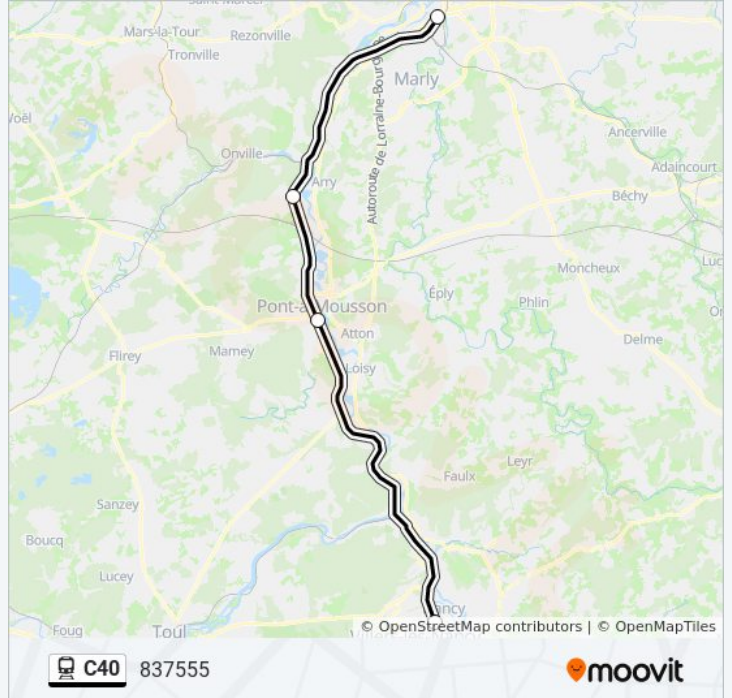 Mars-la-Tour
Rezonville
Tronville
Marly
Autoroute de Lorraine-Bourgogne
Ancerville
Onville
Adaincourt
Arry
Béchy
Moncheux
Éply
Phlin
Pont-à-Mousson
Atton
Delme
Flirey
Mamey
Loisy
Leyr
Faulx
Sanzey
Boucq
Lucey
Foug
Toul
© OpenStreetMap contributors | © OpenMapTiles
C40 837555
moovit